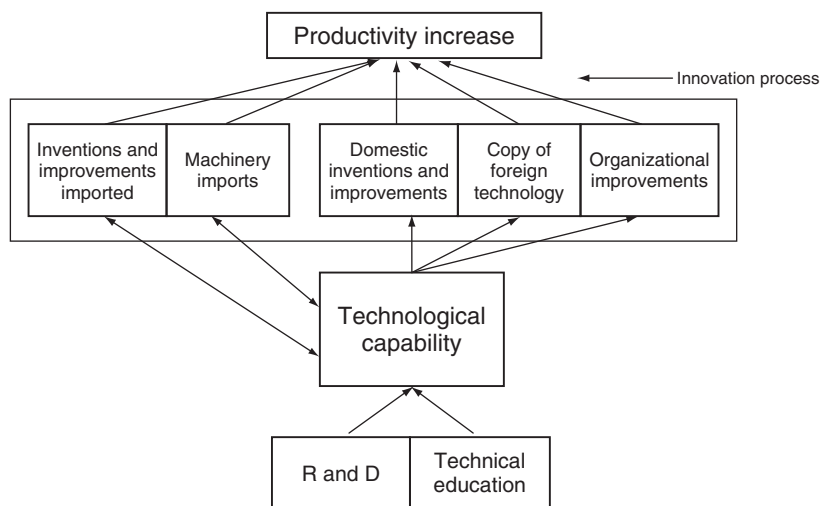 Productivity increase
Innovation process
Inventions and
improvements
imported
Machinery
imports
Domestic
inventions and
improvements
Copy of
foreign
technology
Organizational
improvements
Technological
capability
R and D
Technical
education